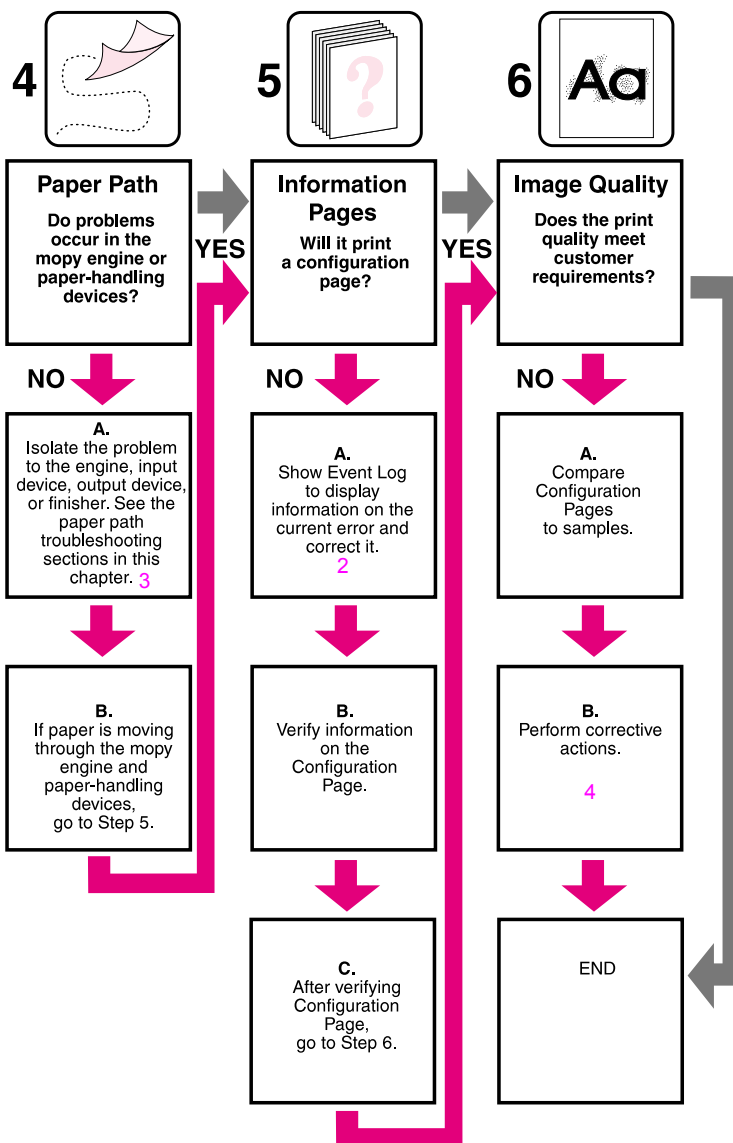 4
5
?
6
Aa
Paper Path
Do problems
occur in the
mopy engine or
paper-handling
devices?
YES
NO
A.
Isolate the problem
to the engine, input
device, output device,
or finisher. See the
paper path
troubleshooting
sections in this
chapter. 3
B.
If paper is moving
through the mopy
engine and
paper-handling
devices,
go to Step 5.
Information
Pages
Will it print
a configuration
page?
YES
NO
A.
Show Event Log
to display
information on the
current error and
correct it.
2
B.
Verify information
on the
Configuration
Page.
C.
After verifying
Configuration
Page,
go to Step 6.
Image Quality
Does the print
quality meet
customer
requirements?
NO
A.
Compare
Configuration
Pages
to samples.
B.
Perform corrective
actions.
4
END